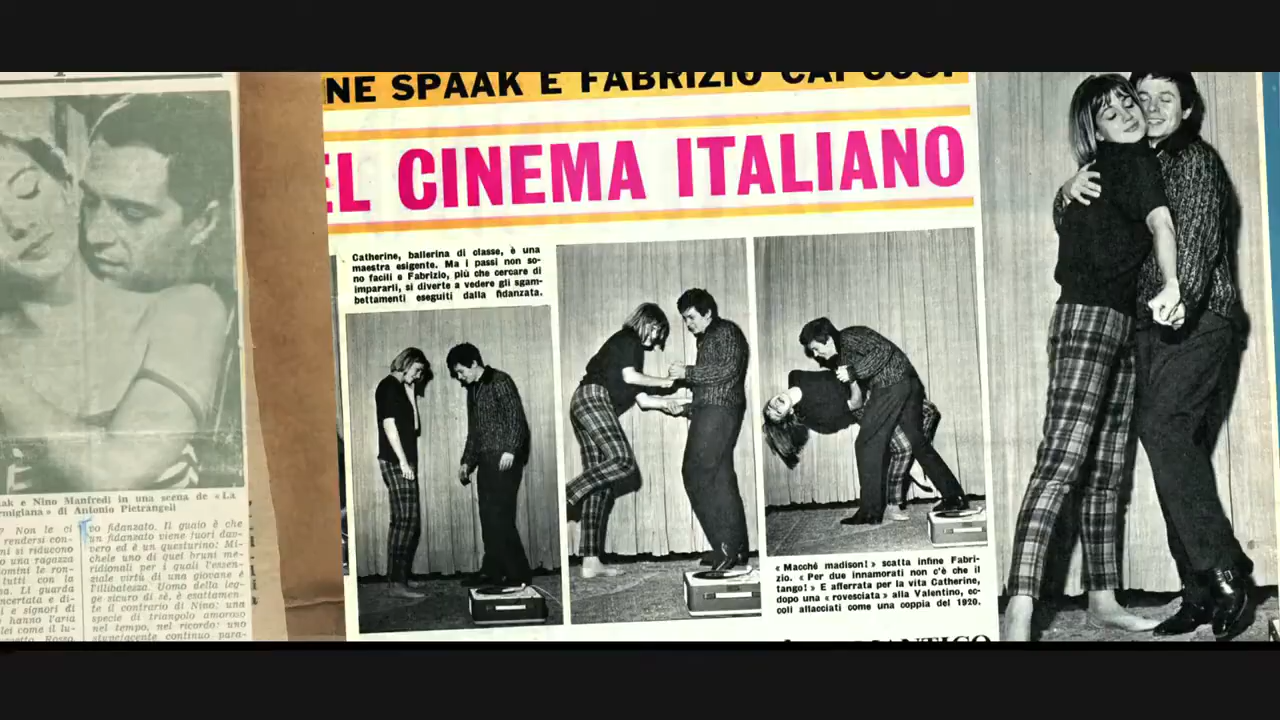 NE SPAAK E FABRIZIO CAPUCCI
EL CINEMA ITALIANO
Catherine, ballerina di classe, è una
maestra esigente. Ma i passi non so-
no facili e Fabrizio, più che cercare di
impararli, si diverte a vedere gli sgam-
bettamenti eseguiti dalla fidanzata.
« Macché madison! » scatta infine Fabri-
zio. « Per due innamorati non c'è che il
tango! » E afferrata per la vita Catherine,
dopo una « rovesciata » alla Valentino, ec-
coli allacciati come una coppia del 1920.
aak e Nino Manfredi in una scena de «La
rmigiana» di Antonio Pietrangeli
Non le ci
rendersi con-
ni si riducono
o una ragazza
omini le ron-
tutti con la
na. Li guarda
ncertata e di-
i e signori di
hanno l'aria
lei come il lu-
Rosso
vo fidanzato. Il guaio è che
un fidanzato viene fuori dav-
vero ed è un questurino: Mi-
chele uno di quei bruni me-
ridionali per i quali l'essen-
ziale virtù di una giovane è
l'illibatezza. Uomo della leg-
ge sicuro di sé, è esattamen-
te il contrario di Nino: una
specie di triangolo amoroso
nel tempo, nel ricordo: uno
continuo para-